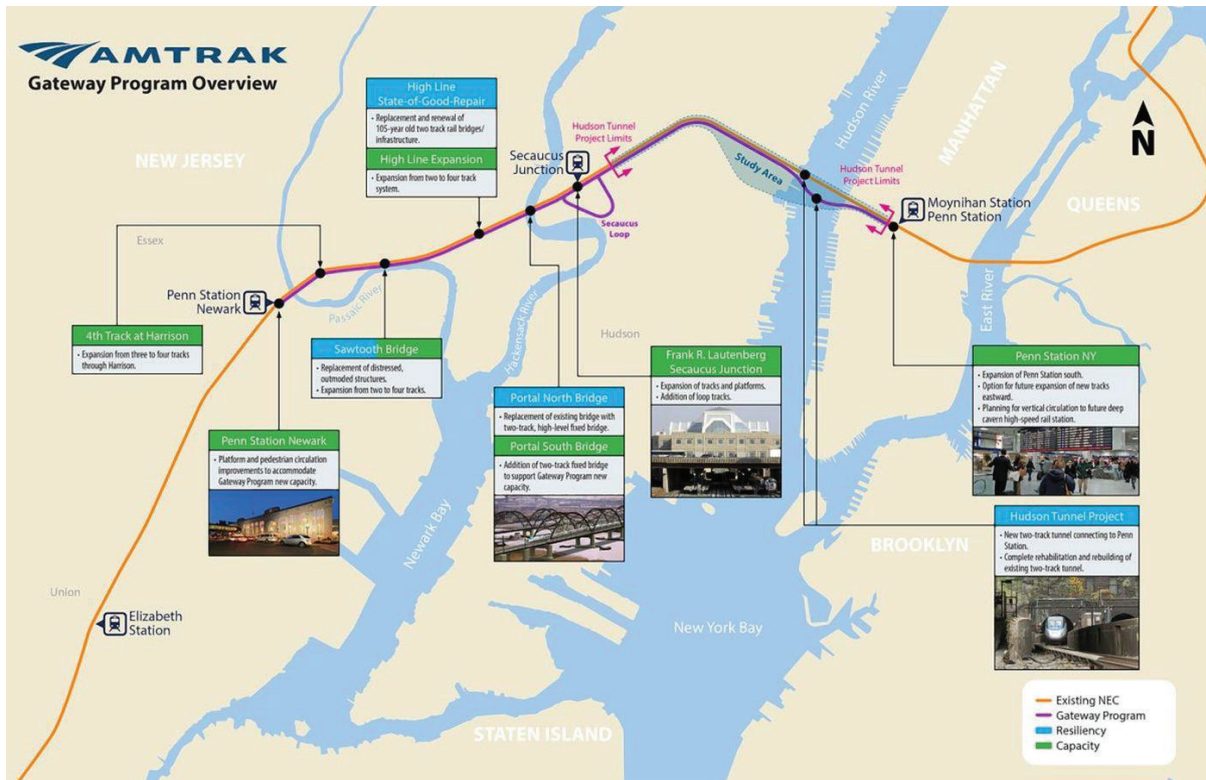 AMTRAK
Gateway Program Overview
NEW JERSEY
Essex
Hudson
Union
MANHATTAN
QUEENS
BROOKLYN
STATEN ISLAND
N
Hudson River
East River
Hackensack River
Passaic River
Newark Bay
New York Bay
High Line
State-of-Good-Repair
• Replacement and renewal of
105-year old two track rail bridges/
infrastructure.
High Line Expansion
• Expansion from two to four track
system.
Secaucus
Junction
Hudson Tunnel
Project Limits
Secaucus
Loop
Study Area
Hudson Tunnel
Project Limits
Moynihan Station
Penn Station
Penn Station
Newark
Elizabeth
Station
4th Track at Harrison
• Expansion from three to four tracks
through Harrison.
Sawtooth Bridge
• Replacement of distressed,
outmoded structures.
• Expansion from two to four tracks.
Penn Station Newark
• Platform and pedestrian circulation
improvements to accommodate
Gateway Program new capacity.
Portal North Bridge
• Replacement of existing bridge with
two-track, high-level fixed bridge.
Portal South Bridge
• Addition of two-track fixed bridge
to support Gateway Program new
capacity.
Frank R. Lautenberg
Secaucus Junction
• Expansion of tracks and platforms.
• Addition of loop tracks.
Penn Station NY
• Expansion of Penn Station south.
• Option for future expansion of new tracks
eastward.
• Planning for vertical circulation to future deep
cavern high-speed rail station.
Hudson Tunnel Project
• New two-track tunnel connecting to Penn
Station.
• Complete rehabilitation and rebuilding of
existing two-track tunnel.
Existing NEC
Gateway Program
Resiliency
Capacity